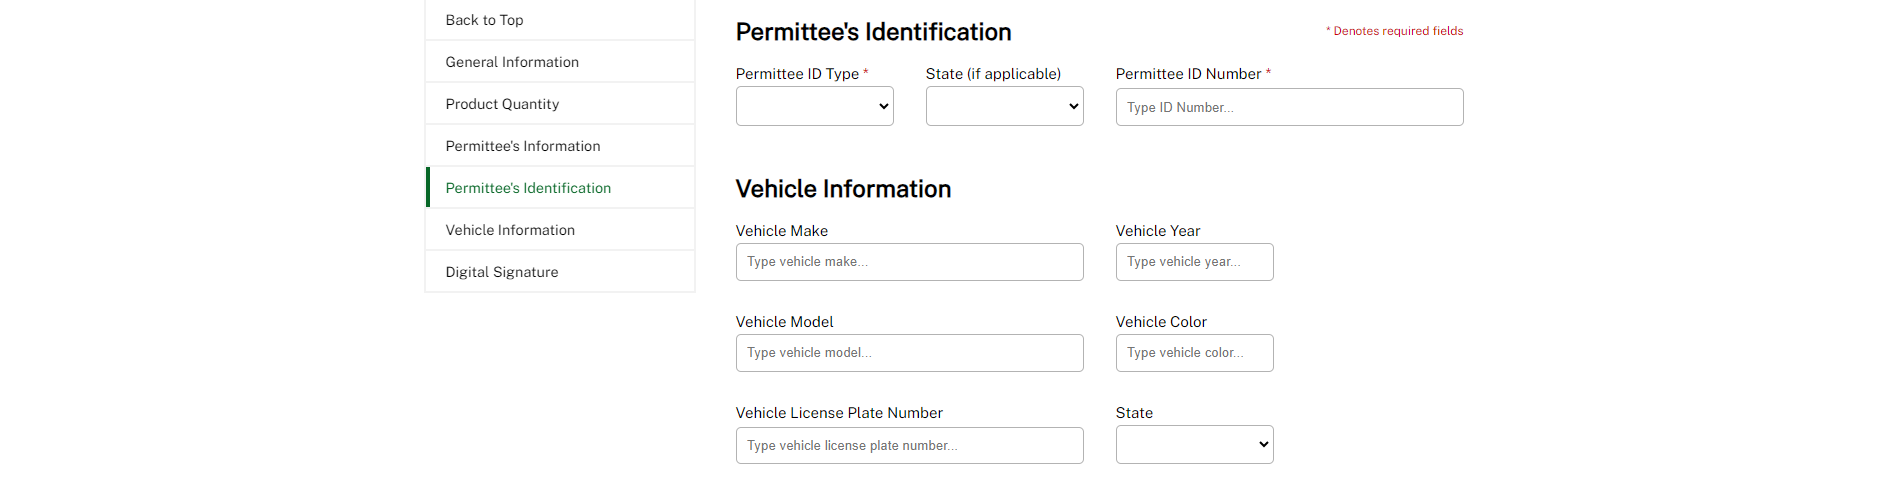 Back to Top
General Information
Product Quantity
Permittee's Information
Permittee's Identification
Vehicle Information
Digital Signature
Permittee's Identification
* Denotes required fields
Permittee ID Type *
State (if applicable)
Permittee ID Number *
Type ID Number...
Vehicle Information
Vehicle Make
Vehicle Year
Type vehicle make...
Type vehicle year...
Vehicle Model
Vehicle Color
Type vehicle model...
Type vehicle color...
Vehicle License Plate Number
State
Type vehicle license plate number...